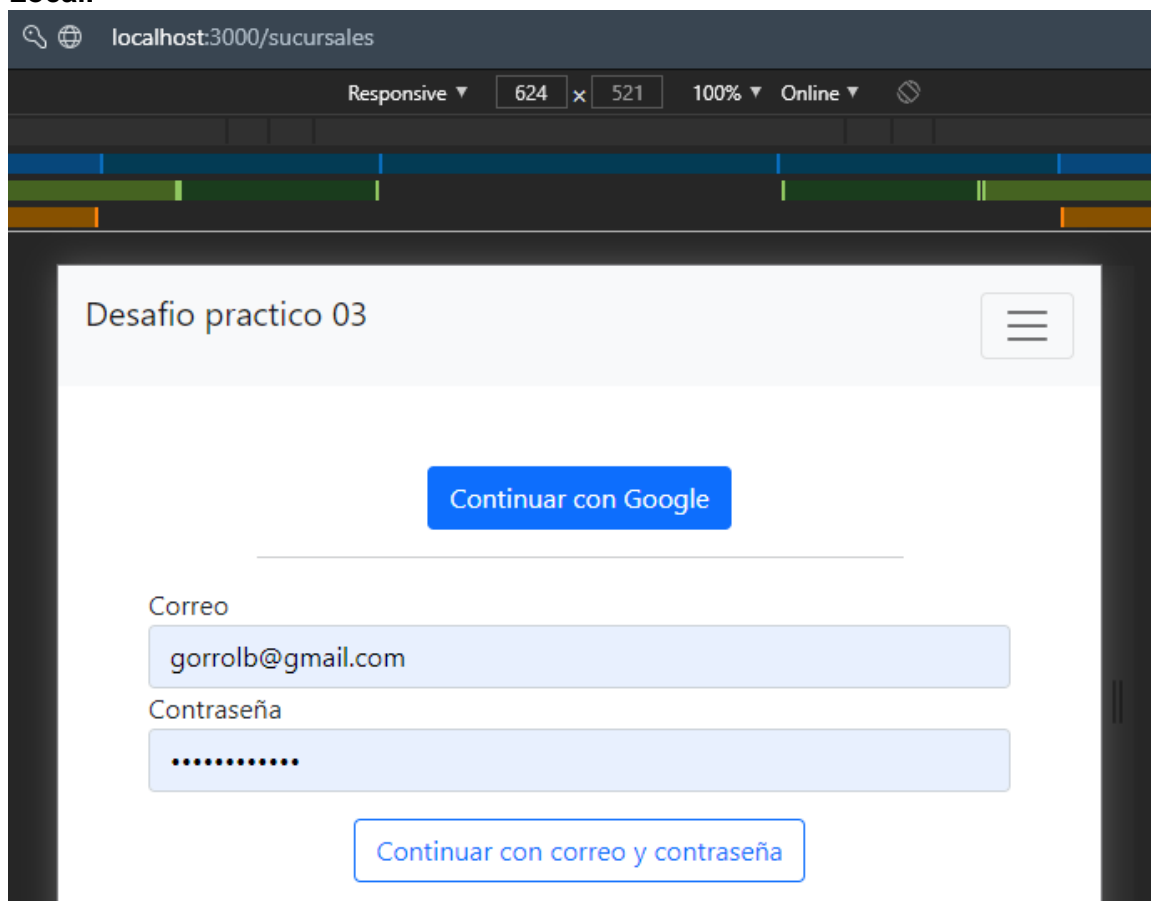 localhost:3000/sucursales
Responsive ▼ 624 x 521 100% ▼ Online ▼
Desafio practico 03
Continuar con Google
Correo
gorrolb@gmail.com
Contraseña
••••••••••••
Continuar con correo y contraseña